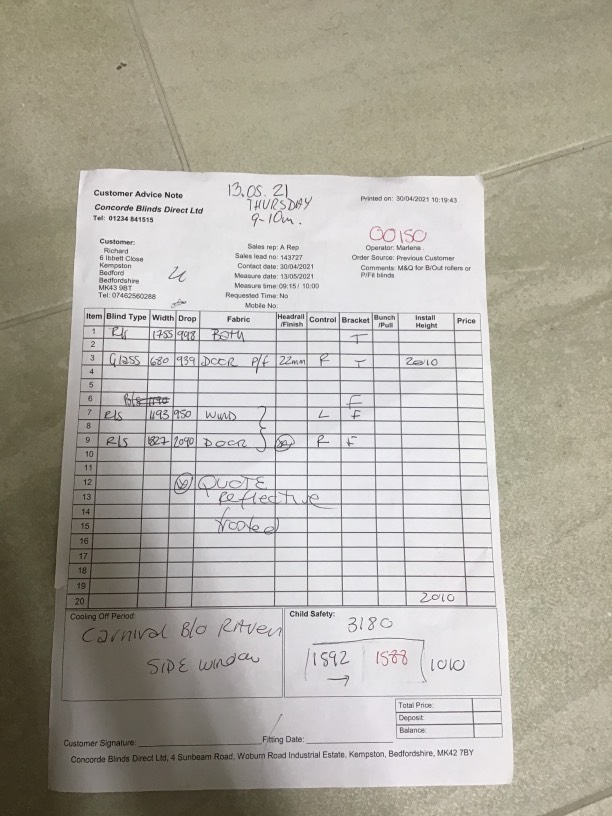 Customer Advice Note
13.05.21
Printed on: 30/04/2021 10:19:43
Concorde Blinds Direct Ltd
THURSDAY
Tel: 01234 841515
9-10am.
00150
Customer:
Richard
6 Ibbett Close
Kempston
Bedford
Bedfordshire
MK43 9BT
Tel: 07462560288
Sales rep: A Rep
Sales lead no: 143727
Contact date: 30/04/2021
Measure date: 13/05/2021
Measure time: 09:15 / 10:00
Requested Time: No
Mobile No:
Operator: Marlena
Order Source: Previous Customer
Comments: M&Q for B/Out rollers or
P/Fit blinds
Item Blind Type Width Drop Fabric Headrail /Finish Control Bracket Bunch /Pull Install Height Price
1 R/s 1755 998 T
2
3 Glass 680 939 DOOR P/f 22mm R T 2010
4
5
6 F
7 R/s 1193 950 WIND L F
8
9 R/s 827 2090 DOOR R F
10
11
12 QUOTE
13 Reflective
14
15 frosted
16
17
18
19
20 2010
Cooling Off Period:
Carnival B/o RAven
SIDE window
Child Safety:
3180
1592 1588 1010
Total Price:
Deposit:
Balance:
Customer Signature: Fitting Date:
Concorde Blinds Direct Ltd, 4 Sunbeam Road, Woburn Road Industrial Estate, Kempston, Bedfordshire, MK42 7BY